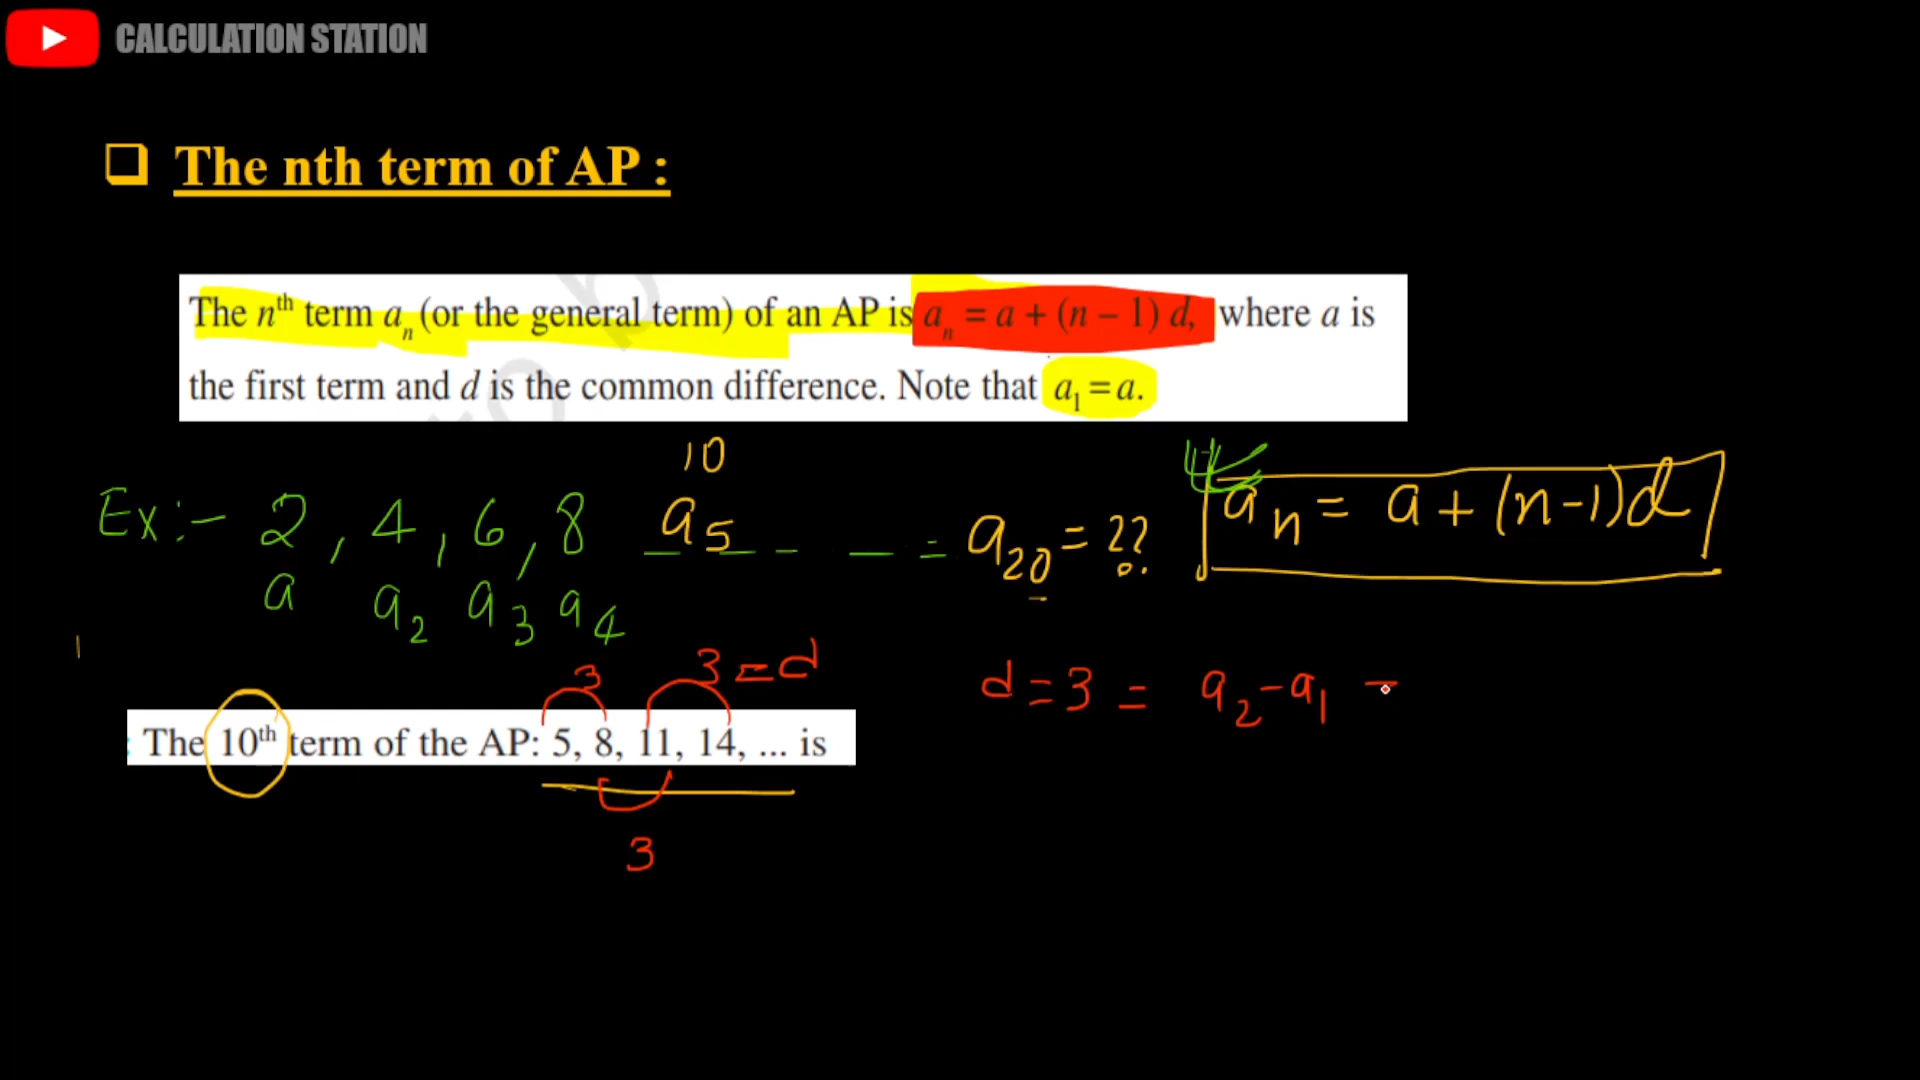 CALCULATION STATION
The nth term of AP :
The nth term an (or the general term) of an AP is an = a + (n – 1) d, where a is
the first term and d is the common difference. Note that a1 = a.
10
Ex :- 2, 4, 6, 8 a5 _ _ _ = a20 = ??
a a2 a3 a4
an = a + (n-1)d
3 3 = d
d = 3 = a2 - a1 =
The 10th term of the AP: 5, 8, 11, 14, ... is
3